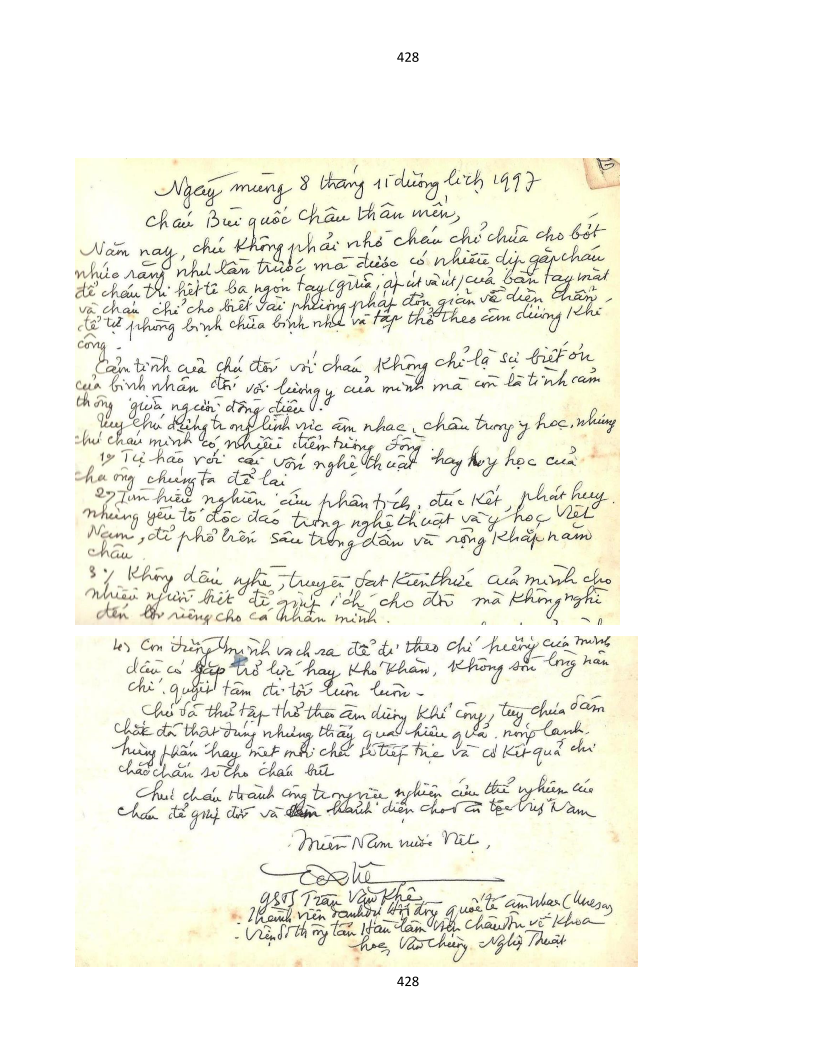 428
Ngày mùng 8 tháng 11 dương lịch 1997
Cháu Bùi quốc Châu thân mến,
Năm nay, chú không phải nhờ cháu chỉ chữa cho bớt
nhức răng như lần trước mà được có nhiều dịp gặp cháu
để cháu trị hết tê ba ngón tay (giữa, áp út và út) của bàn tay mặt
và cháu chỉ cho biết vài phương pháp đơn giản về diện chẩn
để tự phòng bịnh chữa bịnh nhẹ và tập thở theo âm dương khí
công.
Cảm tình của chú đối với cháu không chỉ là sự biết ơn
của bình nhân đối với lương y của mình mà còn là tình cảm
thông giữa người đồng điệu.
Tuy chú đứng trong lĩnh vực âm nhạc, cháu trong y học, nhưng
chú cháu mình có nhiều điểm tương đồng.
1) Tự hào với cái vốn nghệ thuật hay y học của
cha ông chúng ta để lại
2) Tìm hiểu nghiên cứu phân tích, đúc kết, phát huy
những yếu tố độc đáo trong nghệ thuật và y học Việt
Nam, để phổ biến sâu trong dân và rộng khắp năm
châu.
3) Không dấu nghề, truyền đạt kiến thức của mình cho
nhiều người biết để giúp ích cho đời mà không nghĩ
đến lợi riêng cho cá nhân mình.
4) Con đường mình vạch ra để đi theo chí hướng của mình
dầu có gặp trở lực hay khó khăn, không sờn lòng nản
chí, quyết tâm đi tới luôn luôn.
Chú đã thử tập thở theo âm dương khí công, tuy chưa dám
chắc đã thật đúng nhưng thấy qua hiệu quả nóng lạnh,
hưng phấn hay mệt mỏi chú sẽ tiếp tục và có kết quả chi
chắc chắn sẽ cho cháu biết
Chúc cháu thành công trong việc nghiên cứu thể nghiệm của
cháu để giúp đời và hãnh diện cho dân tộc Việt Nam
Miền Nam nước Việt,
GSTS Trần Văn Khê
Thành viên danh dự Hội đồng quốc tế âm nhạc (Unesco)
- Viện sĩ thông tấn Hàn lâm viện châu Âu về Khoa
học, Văn chương, Nghệ Thuật
428